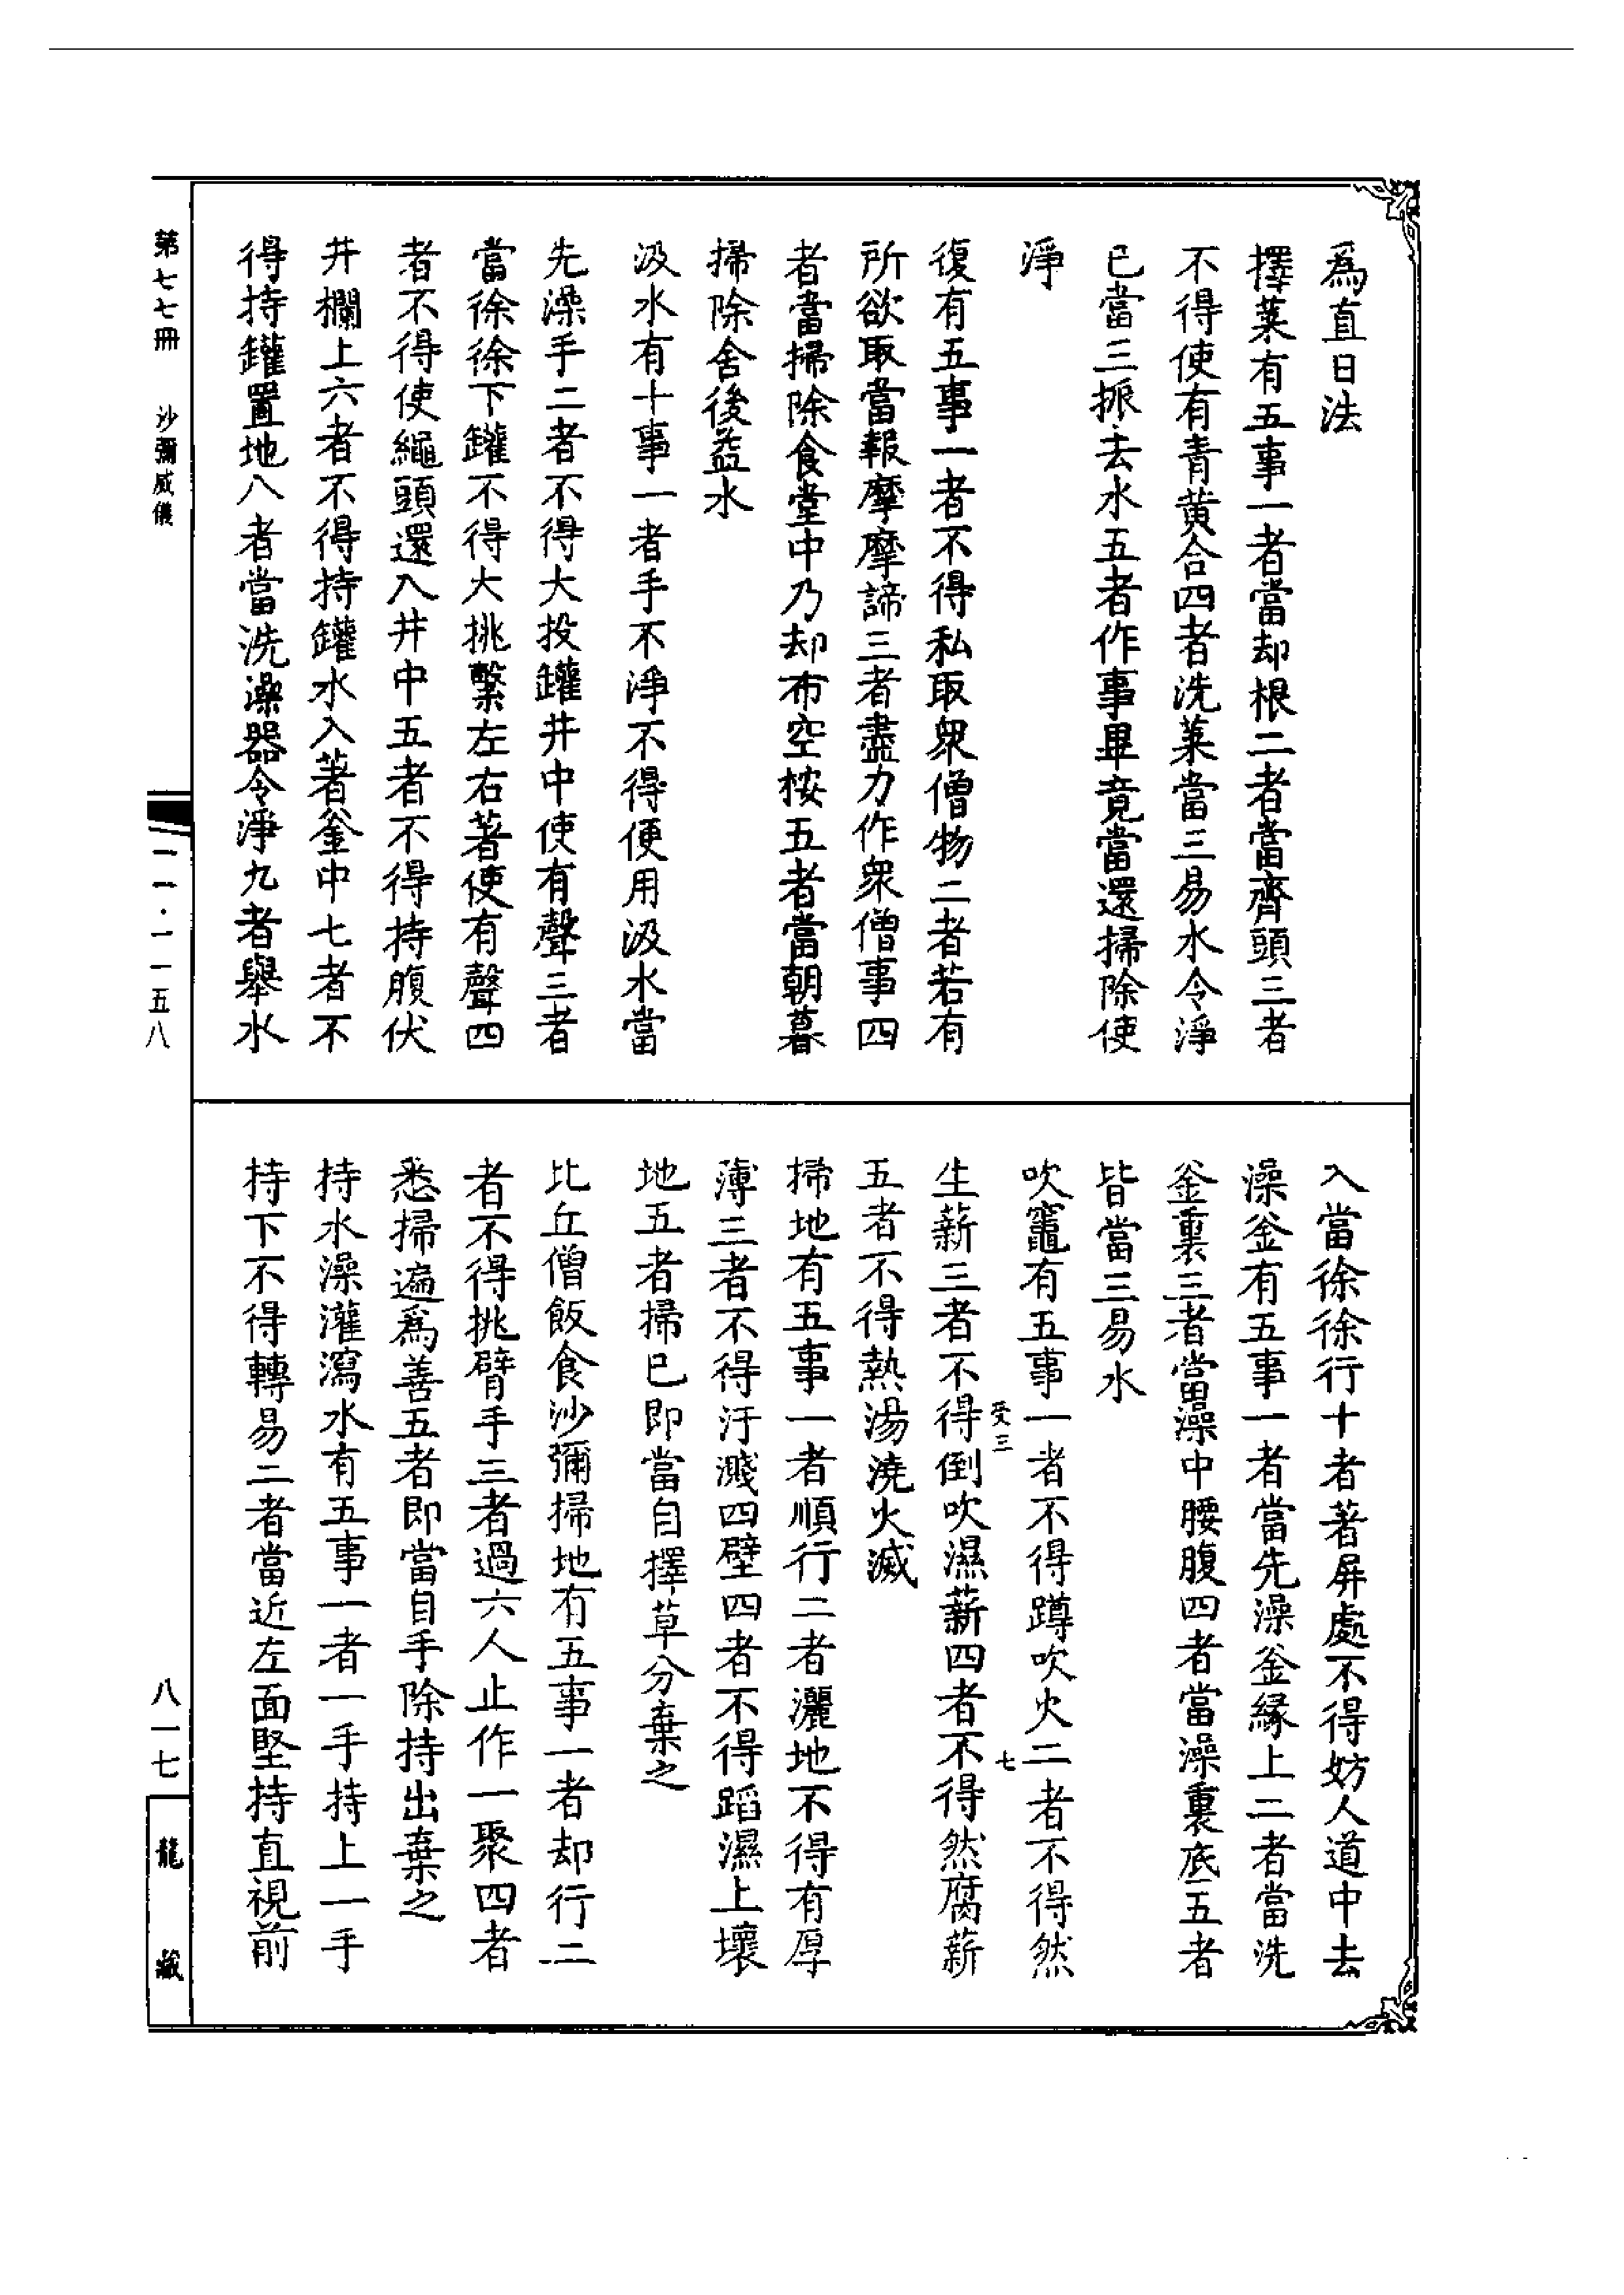 為直日法
擇菜有五事一者當却根二者當齊頭三者
不得使有青黃合四者洗菜當三易水令淨
已當三振去水五者作事畢竟當還掃除使
淨
復有五事一者不得私取衆僧物二者若有
所欲取當報摩摩諦三者盡力作衆僧事四
者當掃除食堂中乃却布空桉五者當朝暮
掃除舍後益水
汲水有十事一者手不淨不得便用汲水當
先澡手二者不得大投罐井中使有聲三者
當徐徐下罐不得大挑繫左右著使有聲四
者不得使繩頭還入井中五者不得持腹伏
井欄上六者不得持罐水入著釜中七者不
得持罐置地八者當洗澡器令淨九者舉水
入當徐徐行十者著屏處不得妨人道中去
澡釜有五事一者當先澡釜緣上二者當洗
釜裏三者當澡中腰腹四者當澡裏底五者
皆當三易水
吹竈有五事一者不得蹲吹火二者不得然
受三 七
生薪三者不得倒吹濕薪四者不得然腐薪
五者不得熱湯澆火滅
掃地有五事一者順行二者灑地不得有厚
薄三者不得汙濺四壁四者不得蹈濕上壞
地五者掃已即當自擇草分棄之
比丘僧飯食沙彌掃地有五事一者却行二
者不得挑臂手三者過六人止作一聚四者
悉掃遍為善五者即當自手除持出棄之
持水澡灌瀉水有五事一者一手持上一手
持下不得轉易二者當近左面堅持直視前
第七七冊 沙彌威儀 一一一·一一五八 八一七 龍藏